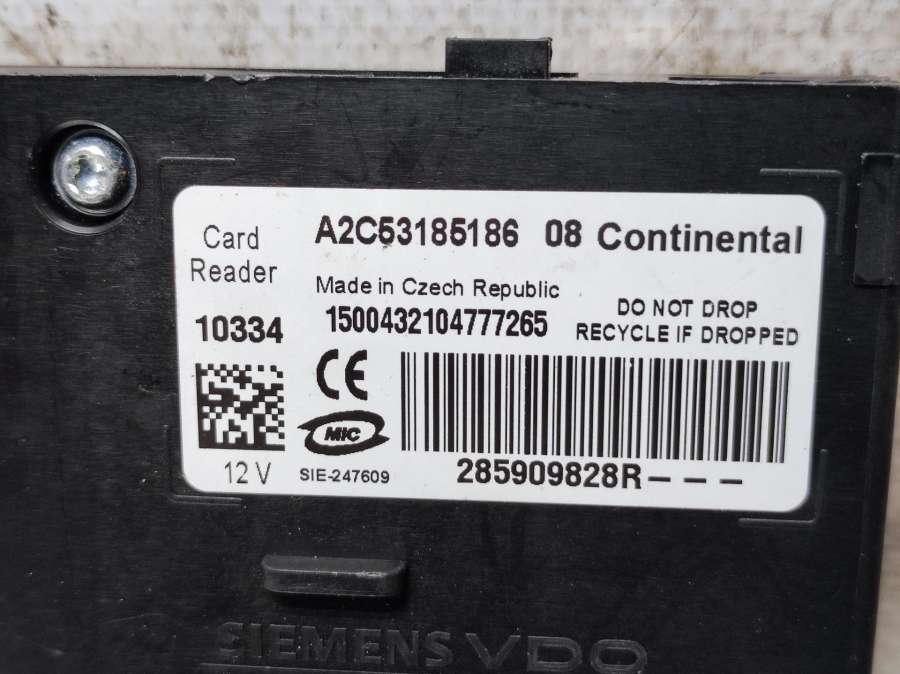 Card
Reader
A2C53185186 08 Continental
Made in Czech Republic
10334
1500432104777265
DO NOT DROP
RECYCLE IF DROPPED
CE
MIC
12 V
SIE-247609
285909828R– – –
SIEMENS VDO